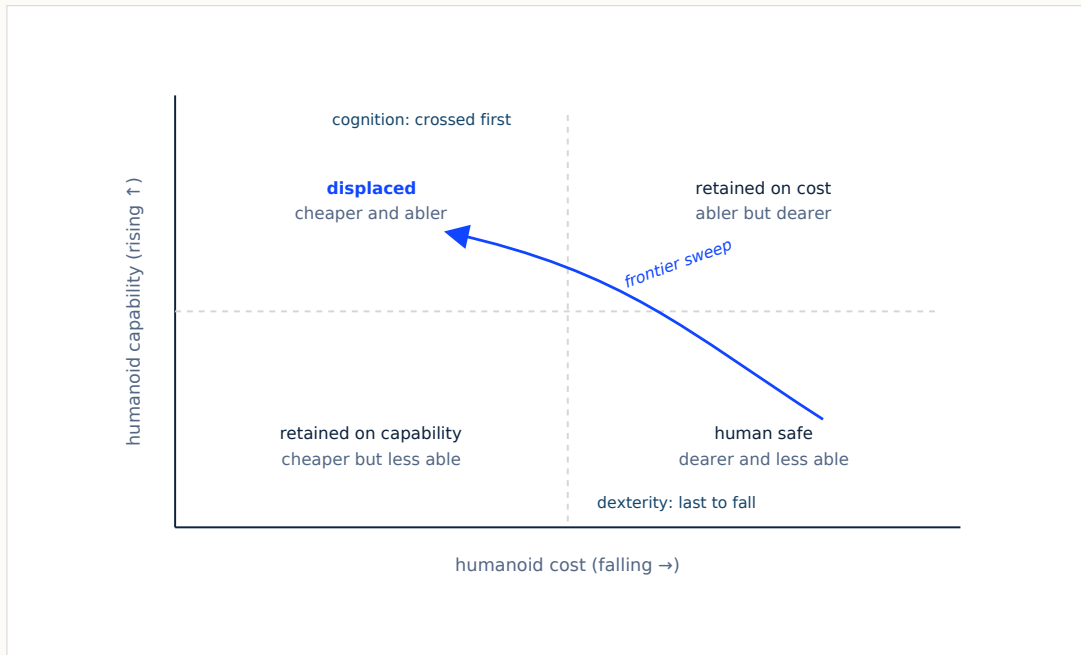 cognition: crossed first
displaced
cheaper and abler
retained on cost
abler but dearer
frontier sweep
humanoid capability (rising ↑)
retained on capability
cheaper but less able
human safe
dearer and less able
dexterity: last to fall
humanoid cost (falling →)